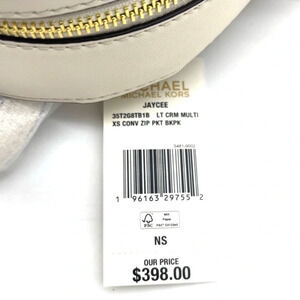 MICHAEL
MICHAEL KORS
JAYCEE
35T2G8TB1B LT CRM MULTI
XS CONV ZIP PKT BKPK
1 96163 29755 2
FSC
NS
OUR PRICE
$398.00